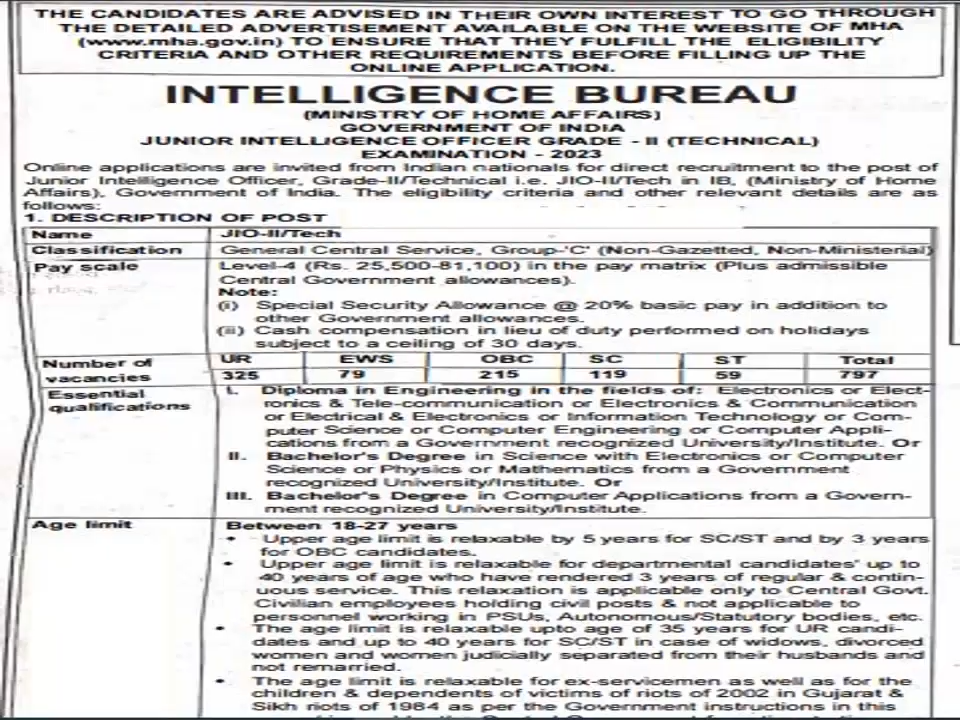 THE CANDIDATES ARE ADVISED IN THEIR OWN INTEREST TO GO THROUGH
THE DETAILED ADVERTISEMENT AVAILABLE ON THE WEBSITE OF MHA
(www.mha.gov.in) TO ENSURE THAT THEY FULFILL THE ELIGIBILITY
CRITERIA AND OTHER REQUIREMENTS BEFORE FILLING UP THE
ONLINE APPLICATION.
INTELLIGENCE BUREAU
(MINISTRY OF HOME AFFAIRS)
GOVERNMENT OF INDIA
JUNIOR INTELLIGENCE OFFICER GRADE - II (TECHNICAL)
EXAMINATION - 2023
Online applications are invited from Indian nationals for direct recruitment to the post of
Junior Intelligence Officer, Grade-II/Technical i.e. JIO-II/Tech in IB, (Ministry of Home
Affairs), Government of India. The eligibility criteria and other relevant details are as
follows:
1. DESCRIPTION OF POST
Name JIO-II/Tech
Classification General Central Service, Group-'C' (Non-Gazetted, Non-Ministerial)
Pay scale Level-4 (Rs. 25,500-81,100) in the pay matrix (Plus admissible
Central Government allowances).
Note:
(i) Special Security Allowance @ 20% basic pay in addition to
other Government allowances.
(ii) Cash compensation in lieu of duty performed on holidays
subject to a ceiling of 30 days.
Number of UR EWS OBC SC ST Total
vacancies 325 79 215 119 59 797
Essential I. Diploma in Engineering in the fields of: Electronics or Elect-
qualifications ronics & Tele-communication or Electronics & Communication
or Electrical & Electronics or Information Technology or Com-
puter Science or Computer Engineering or Computer Appli-
cations from a Government recognized University/Institute. Or
II. Bachelor's Degree in Science with Electronics or Computer
Science or Physics or Mathematics from a Government
recognized University/Institute. Or
III. Bachelor's Degree in Computer Applications from a Govern-
ment recognized University/Institute.
Age limit Between 18-27 years
• Upper age limit is relaxable by 5 years for SC/ST and by 3 years
for OBC candidates.
• Upper age limit is relaxable for departmental candidates' up to
40 years of age who have rendered 3 years of regular & contin-
uous service. This relaxation is applicable only to Central Govt.
Civilian employees holding civil posts & not applicable to
personnel working in PSUs, Autonomous/Statutory bodies, etc.
• The age limit is relaxable upto age of 35 years for UR candi-
dates and up to 40 years for SC/ST in case of widows, divorced
women and women judicially separated from their husbands and
not remarried.
• The age limit is relaxable for ex-servicemen as well as for the
children & dependents of victims of riots of 2002 in Gujarat &
Sikh riots of 1984 as per the Government instructions in this